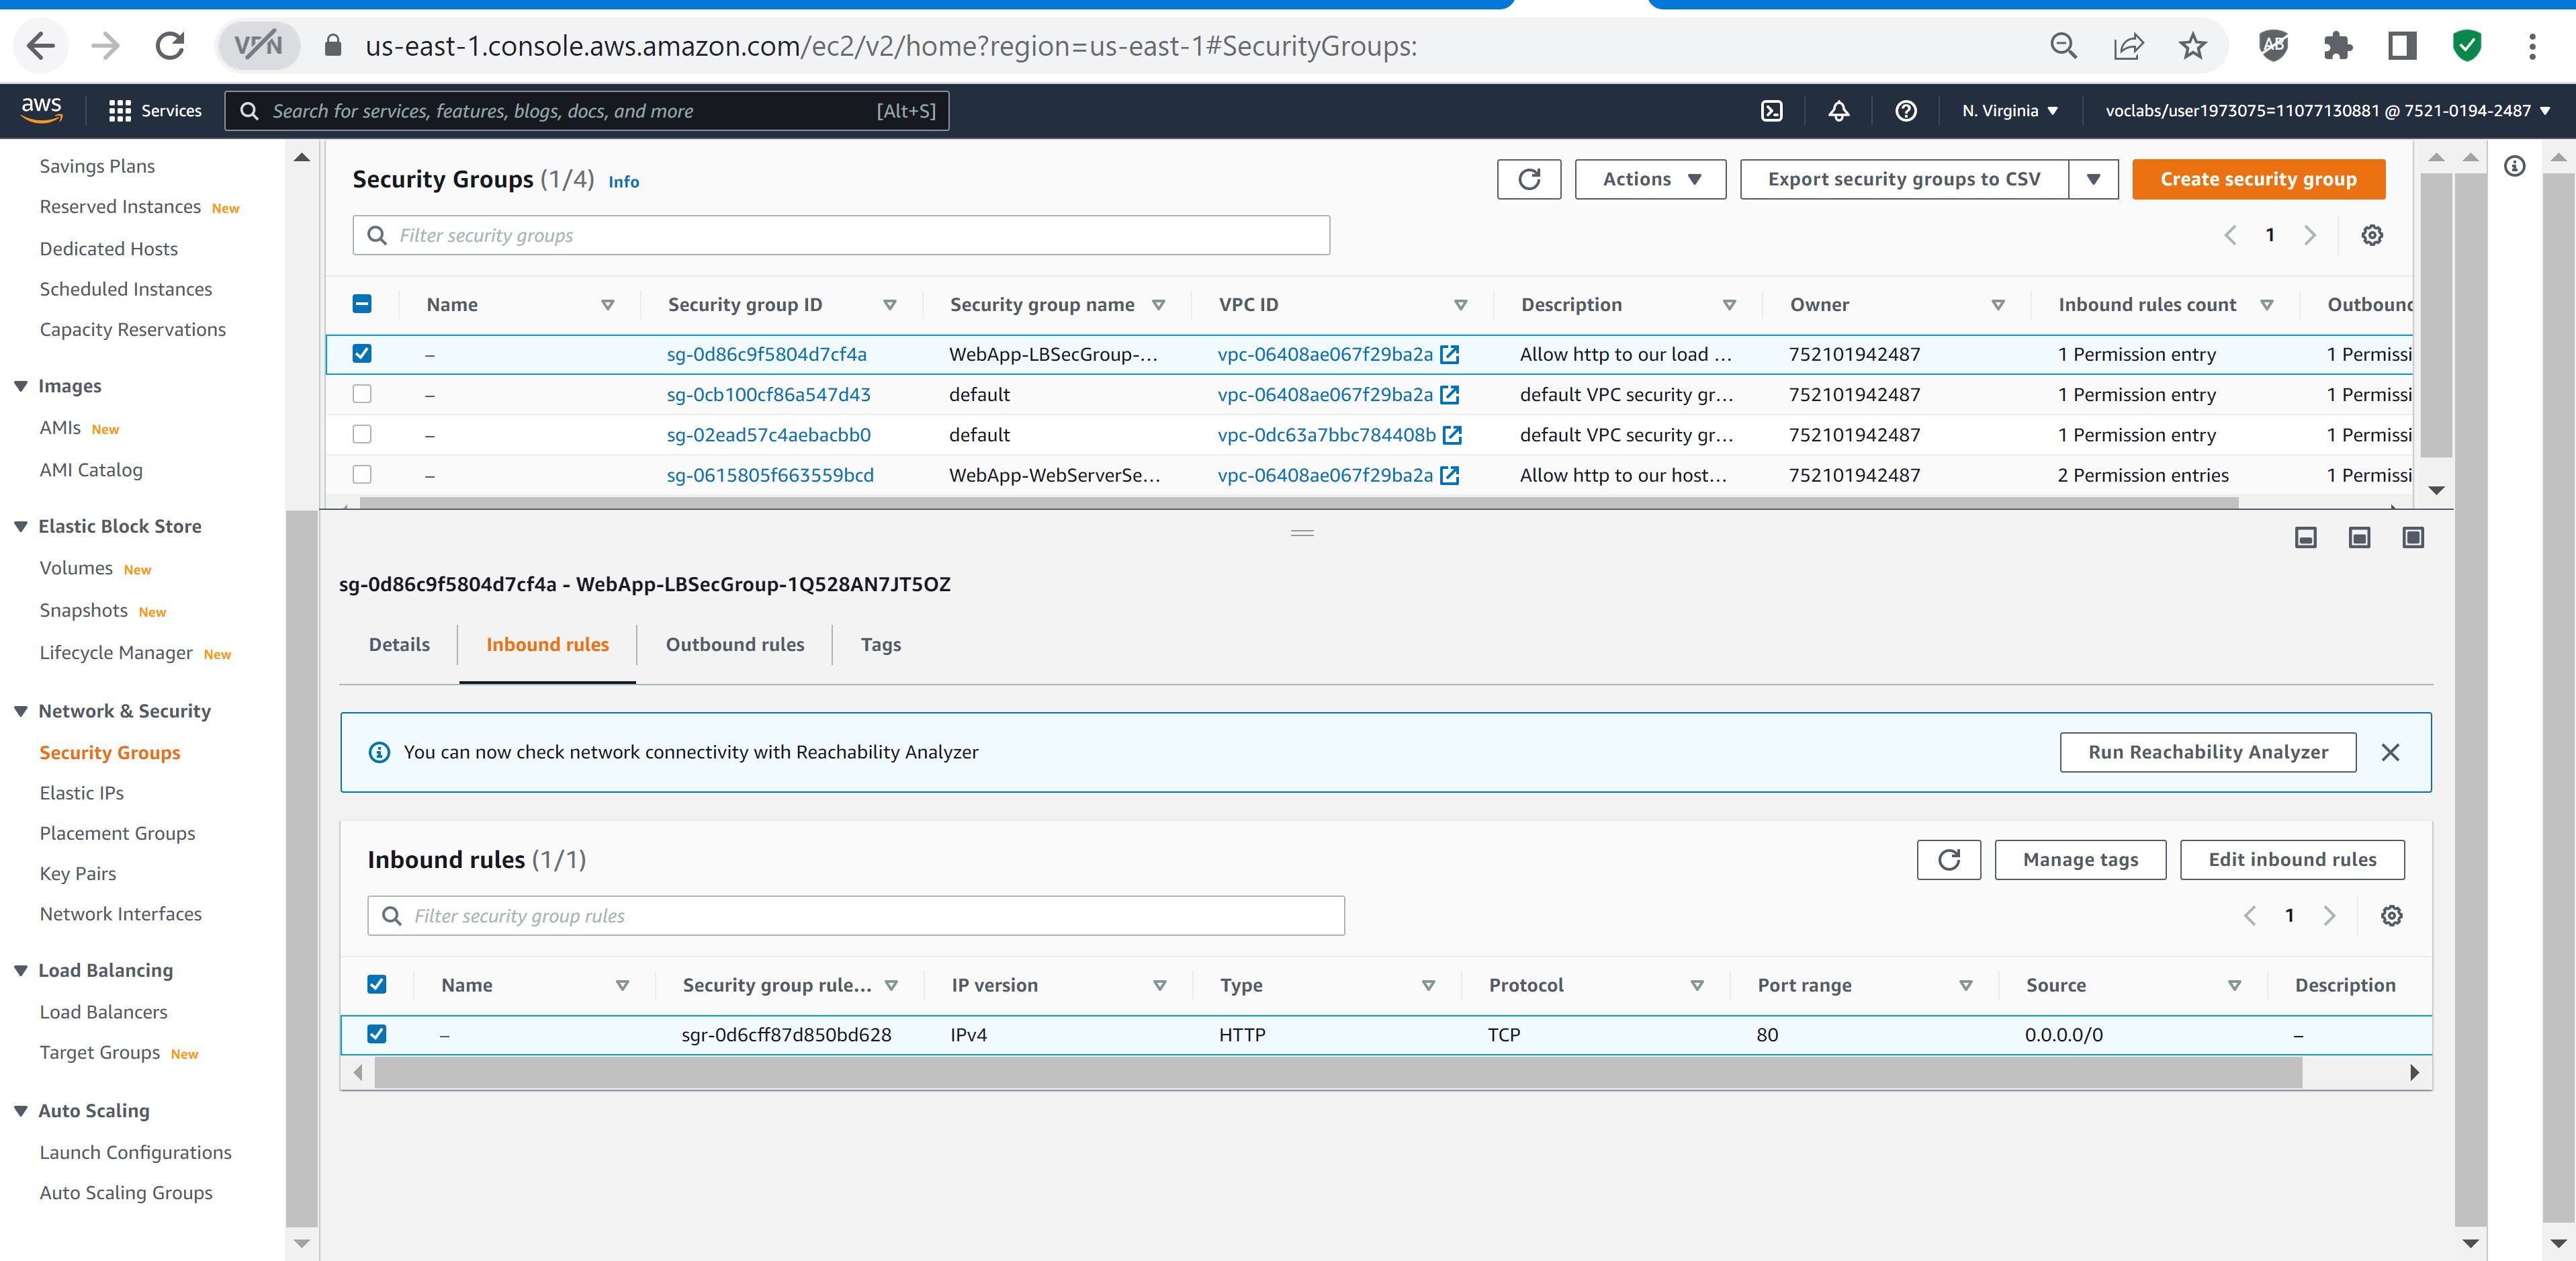 VPN us-east-1.console.aws.amazon.com/ec2/v2/home?region=us-east-1#SecurityGroups:
aws Services Search for services, features, blogs, docs, and more [Alt+S] N. Virginia voclabs/user1973075=11077130881 @ 7521-0194-2487
Savings Plans
Reserved Instances New
Dedicated Hosts
Scheduled Instances
Capacity Reservations
Images
AMIs New
AMI Catalog
Elastic Block Store
Volumes New
Snapshots New
Lifecycle Manager New
Network & Security
Security Groups
Elastic IPs
Placement Groups
Key Pairs
Network Interfaces
Load Balancing
Load Balancers
Target Groups New
Auto Scaling
Launch Configurations
Auto Scaling Groups
Security Groups (1/4) Info Actions Export security groups to CSV Create security group
Filter security groups 1
Name Security group ID Security group name VPC ID Description Owner Inbound rules count Outbound
– sg-0d86c9f5804d7cf4a WebApp-LBSecGroup-... vpc-06408ae067f29ba2a Allow http to our load ... 752101942487 1 Permission entry 1 Permissi
– sg-0cb100cf86a547d43 default vpc-06408ae067f29ba2a default VPC security gr... 752101942487 1 Permission entry 1 Permissi
– sg-02ead57c4aebacbb0 default vpc-0dc63a7bbc784408b default VPC security gr... 752101942487 1 Permission entry 1 Permissi
– sg-0615805f663559bcd WebApp-WebServerSe... vpc-06408ae067f29ba2a Allow http to our host... 752101942487 2 Permission entries 1 Permissi
sg-0d86c9f5804d7cf4a - WebApp-LBSecGroup-1Q528AN7JT5OZ
Details Inbound rules Outbound rules Tags
You can now check network connectivity with Reachability Analyzer Run Reachability Analyzer
Inbound rules (1/1) Manage tags Edit inbound rules
Filter security group rules 1
Name Security group rule... IP version Type Protocol Port range Source Description
– sgr-0d6cff87d850bd628 IPv4 HTTP TCP 80 0.0.0.0/0 –